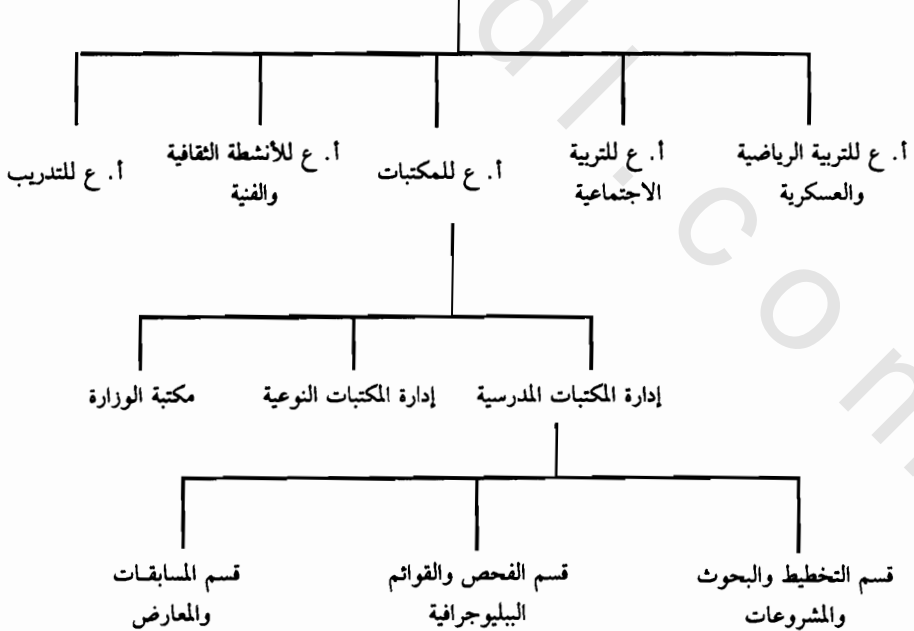 أ. ع للتربية الرياضية
والعسكرية
أ. ع للتربية
الاجتماعية
أ. ع للمكتبات
أ. ع للأنشطة الثقافية
والفنية
أ. ع للتدريب
إدارة المكتبات المدرسية
إدارة المكتبات النوعية
مكتبة الوزارة
قسم التخطيط والبحوث
والمشروعات
قسم الفحص والقوائم
الببليوجرافية
قسم المسابقات
والمعارض
d l . c o m